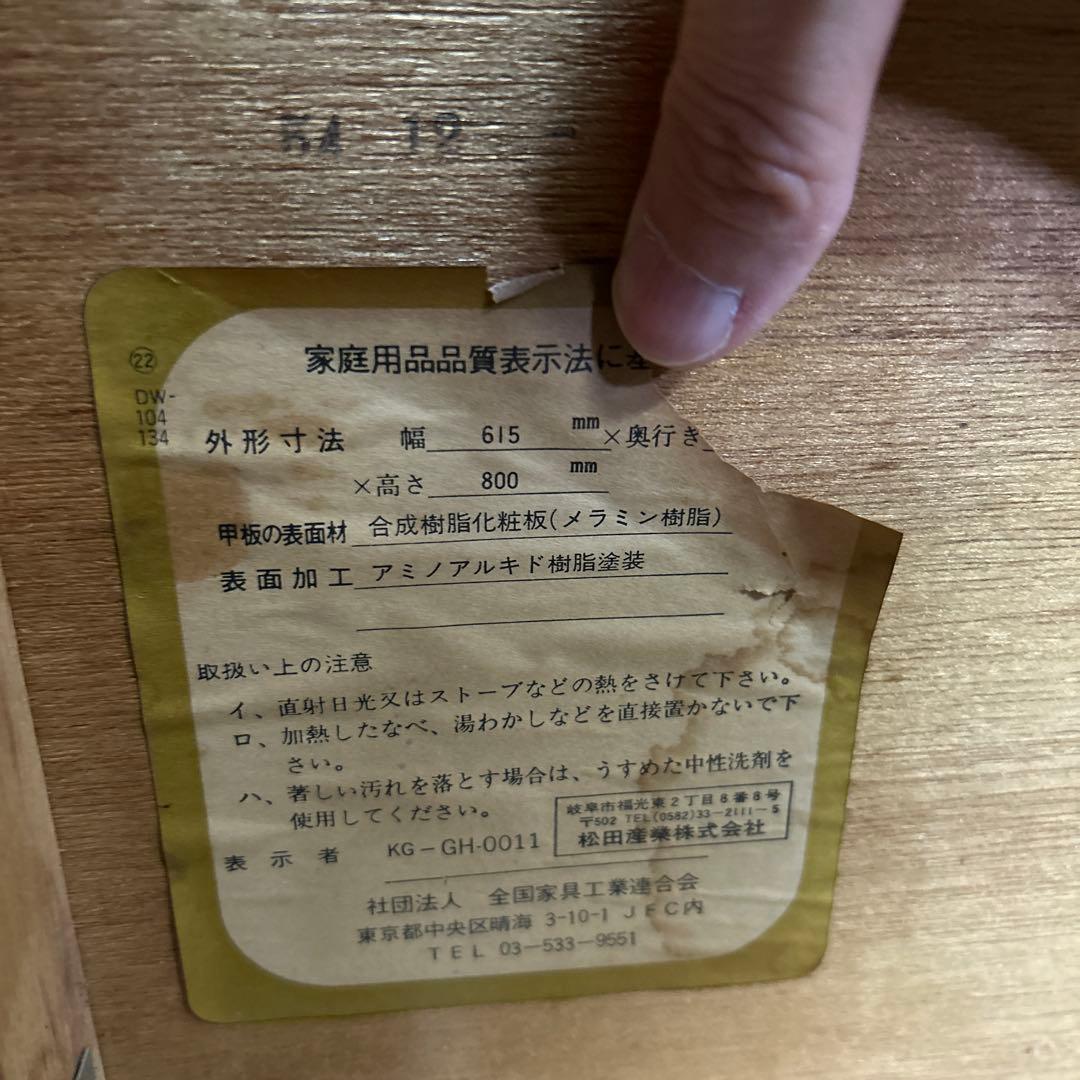 54 12
㉒
DW-
104
134
家庭用品品質表示法に基
外形寸法 幅 615 mm ×奥行き
×高さ 800 mm
甲板の表面材 合成樹脂化粧板(メラミン樹脂)
表面加工 アミノアルキド樹脂塗装
取扱い上の注意
イ、直射日光又はストーブなどの熱をさけて下さい。
ロ、加熱したなべ、湯わかしなどを直接置かないで下
さい。
ハ、著しい汚れを落とす場合は、うすめた中性洗剤を
使用してください。
表示者 KG-GH-0011
岐阜市福光東2丁目8番8号
〒502 TEL(0582)33-2111-5
松田産業株式会社
社団法人 全国家具工業連合会
東京都中央区晴海 3-10-1 JFC内
TEL 03-533-9551